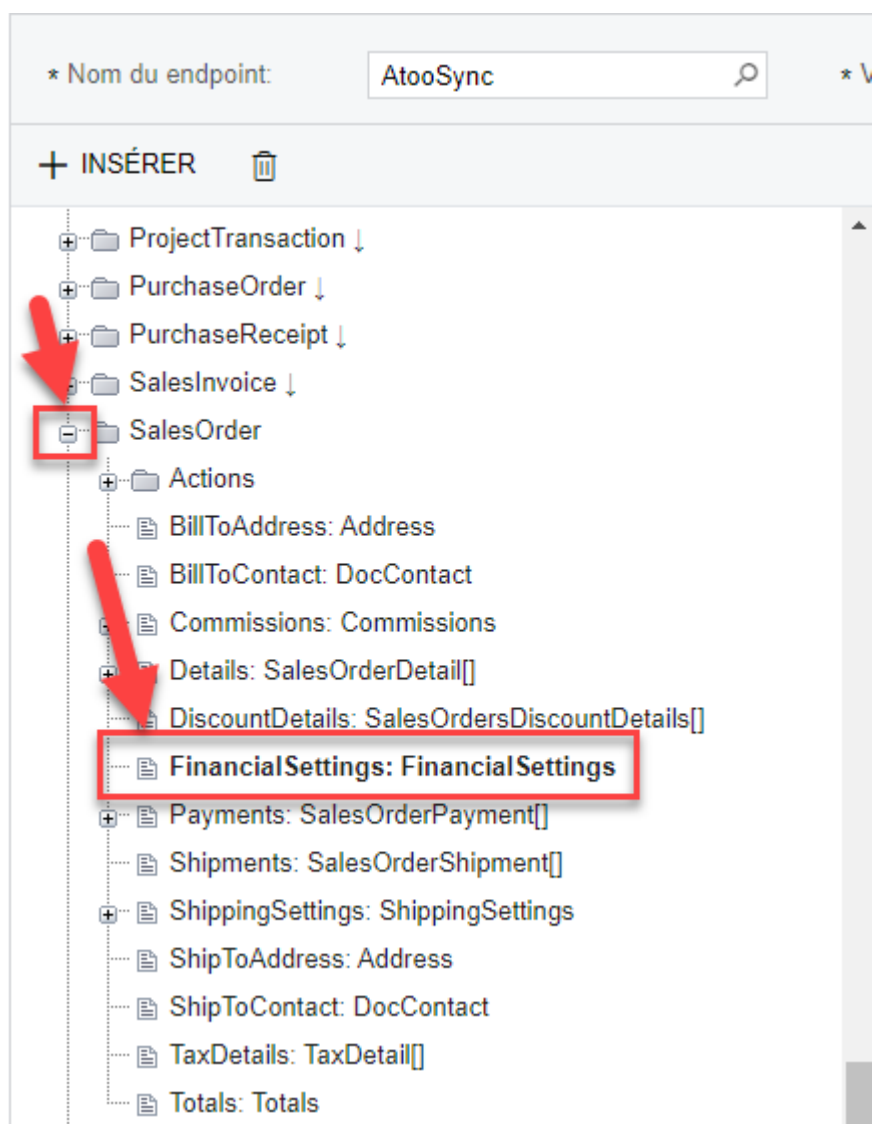 * Nom du endpoint: AtooSync * V
+ INSÉRER
ProjectTransaction ↓
PurchaseOrder ↓
PurchaseReceipt ↓
SalesInvoice ↓
SalesOrder
Actions
BillToAddress: Address
BillToContact: DocContact
Commissions: Commissions
Details: SalesOrderDetail[]
DiscountDetails: SalesOrdersDiscountDetails[]
FinancialSettings: FinancialSettings
Payments: SalesOrderPayment[]
Shipments: SalesOrderShipment[]
ShippingSettings: ShippingSettings
ShipToAddress: Address
ShipToContact: DocContact
TaxDetails: TaxDetail[]
Totals: Totals